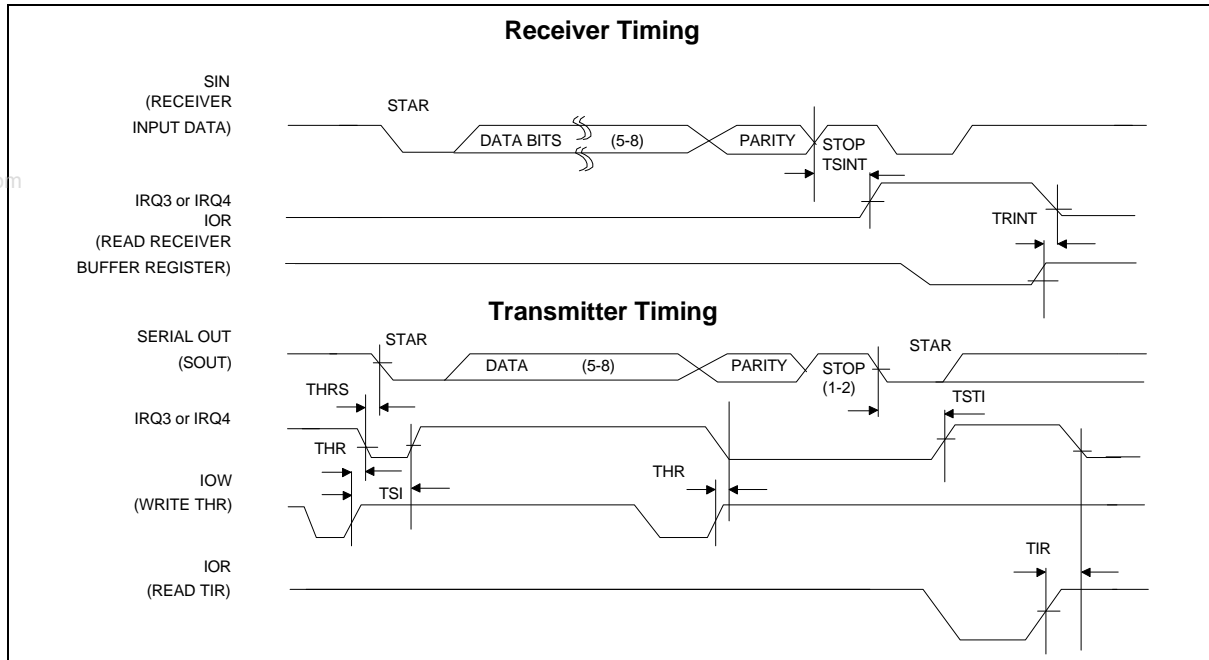 Receiver Timing
SIN
(RECEIVER
INPUT DATA)
STAR
DATA BITS (5-8)
PARITY
STOP
TSINT
om
IRQ3 or IRQ4
IOR
(READ RECEIVER
BUFFER REGISTER)
TRINT
Transmitter Timing
SERIAL OUT
(SOUT)
STAR
DATA (5-8)
PARITY
STOP
(1-2)
STAR
THRS
TSTI
IRQ3 or IRQ4
THR
THR
IOW
(WRITE THR)
TSI
IOR
(READ TIR)
TIR